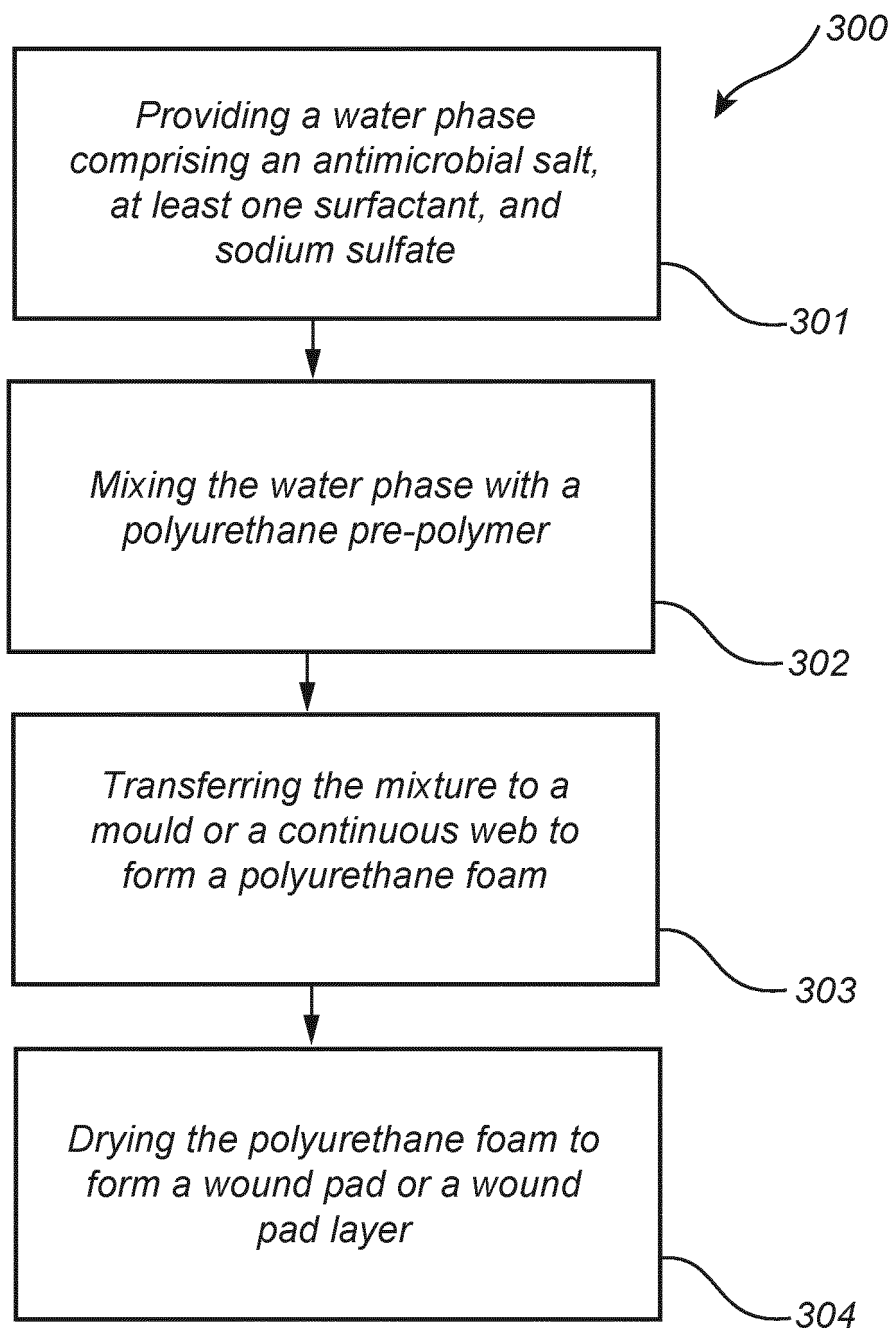 300
Providing a water phase
comprising an antimicrobial salt,
at least one surfactant, and
sodium sulfate
301
Mixing the water phase with a
polyurethane pre-polymer
302
Transferring the mixture to a
mould or a continuous web to
form a polyurethane foam
303
Drying the polyurethane foam to
form a wound pad or a wound
pad layer
304